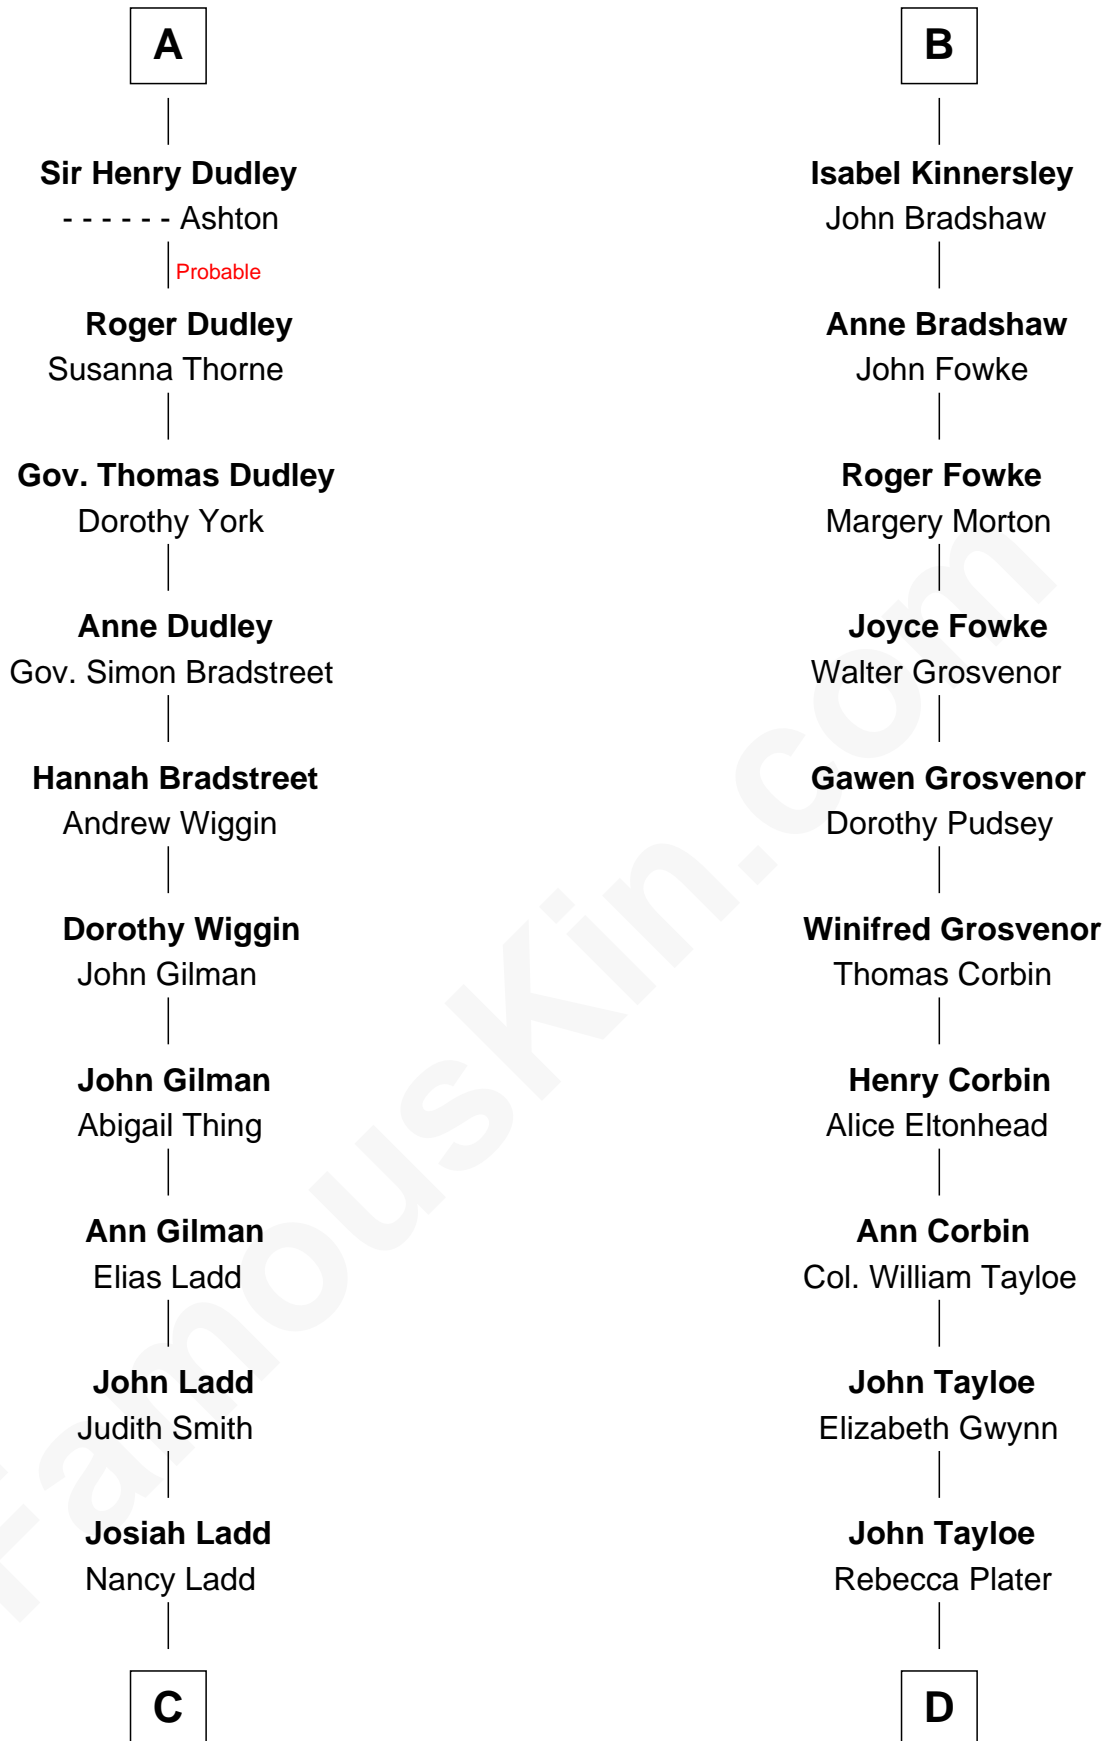 A
Sir Henry Dudley
- - - - - - Ashton
Probable
Roger Dudley
Susanna Thorne
Gov. Thomas Dudley
Dorothy York
Anne Dudley
Gov. Simon Bradstreet
Hannah Bradstreet
Andrew Wiggin
Dorothy Wiggin
John Gilman
John Gilman
Abigail Thing
Ann Gilman
Elias Ladd
John Ladd
Judith Smith
Josiah Ladd
Nancy Ladd
C
B
Isabel Kinnersley
John Bradshaw
Anne Bradshaw
John Fowke
Roger Fowke
Margery Morton
Joyce Fowke
Walter Grosvenor
Gawen Grosvenor
Dorothy Pudsey
Winifred Grosvenor
Thomas Corbin
Henry Corbin
Alice Eltonhead
Ann Corbin
Col. William Tayloe
John Tayloe
Elizabeth Gwynn
John Tayloe
Rebecca Plater
D
FamousKin.com